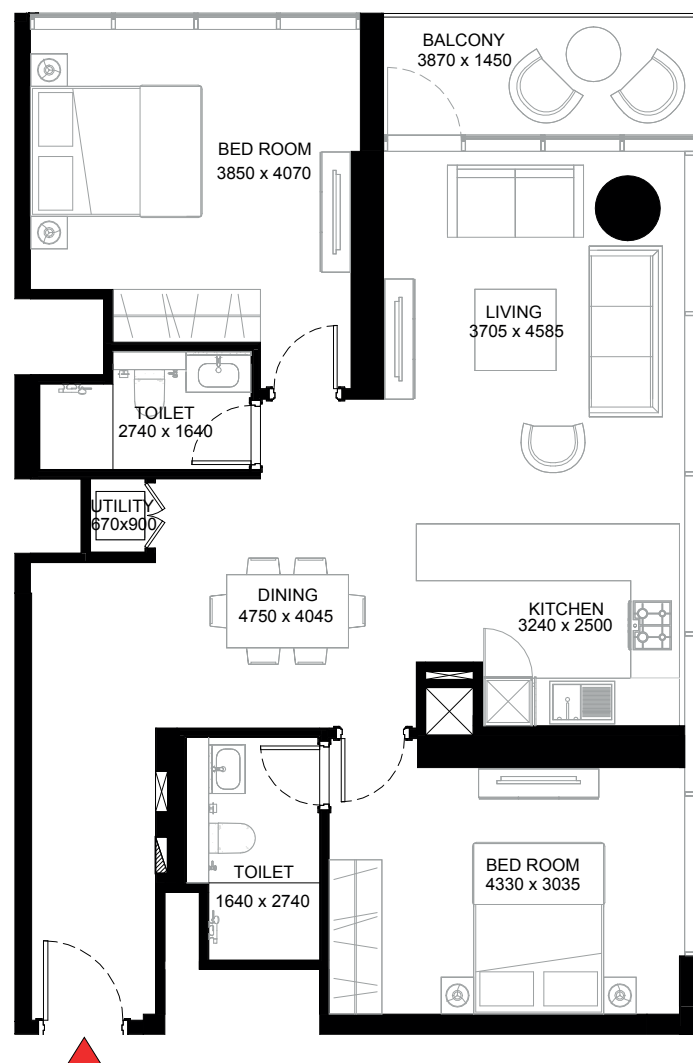 BALCONY
3870 x 1450
BED ROOM
3850 x 4070
LIVING
3705 x 4585
TOILET
2740 x 1640
UTILITY
670x900
DINING
4750 x 4045
KITCHEN
3240 x 2500
TOILET
1640 x 2740
BED ROOM
4330 x 3035